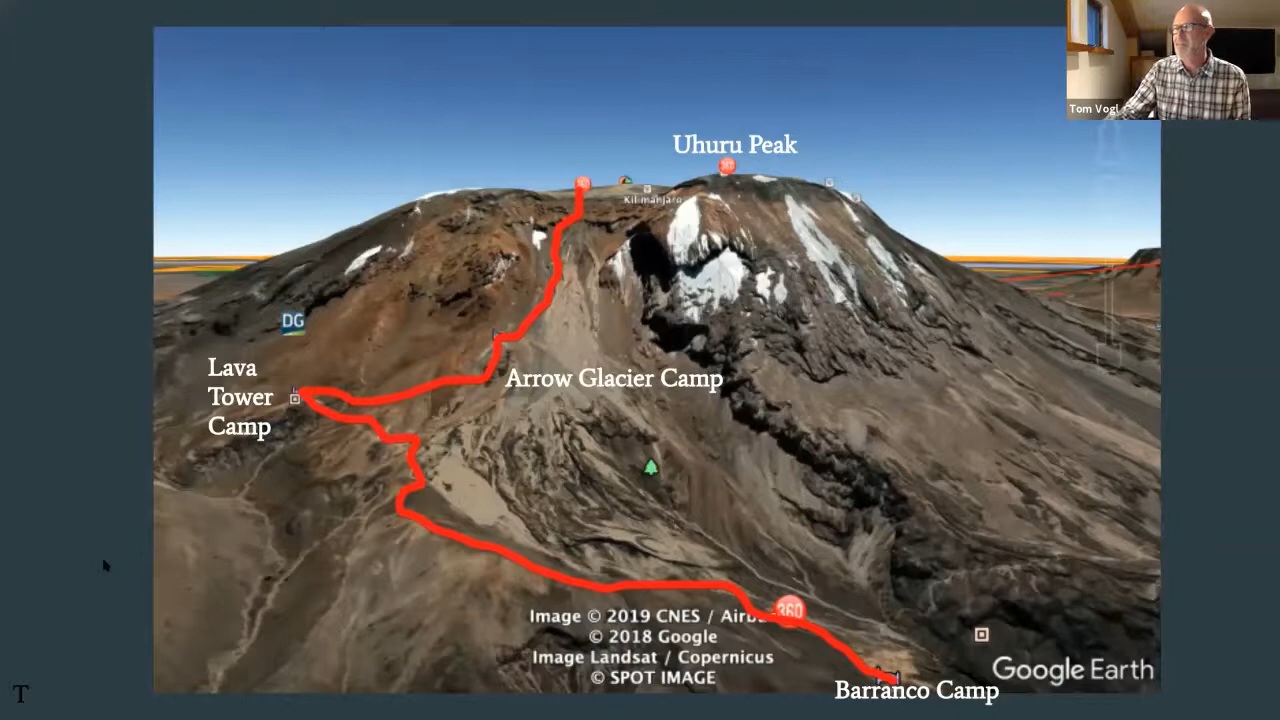 Tom Vogl
Uhuru Peak
Kilimanjaro
DG
Lava
Tower
Camp
Arrow Glacier Camp
360
Image © 2019 CNES / Airbus
© 2018 Google
Image Landsat / Copernicus
© SPOT IMAGE
Google Earth
Barranco Camp
T